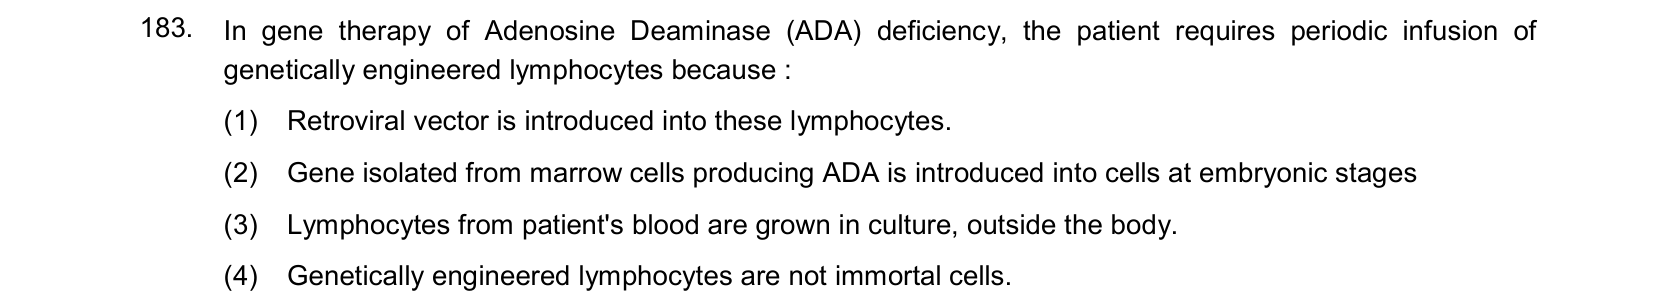 183. In gene therapy of Adenosine Deaminase (ADA) deficiency, the patient requires periodic infusion of
genetically engineered lymphocytes because :
(1) Retroviral vector is introduced into these lymphocytes.
(2) Gene isolated from marrow cells producing ADA is introduced into cells at embryonic stages
(3) Lymphocytes from patient's blood are grown in culture, outside the body.
(4) Genetically engineered lymphocytes are not immortal cells.